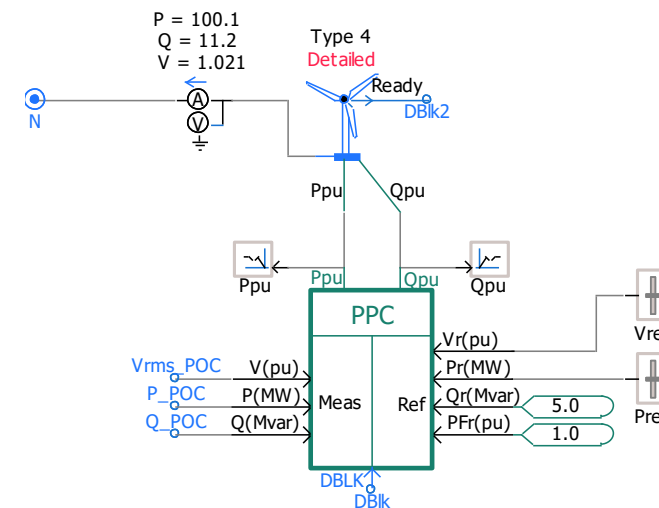 P = 100.1
Q = 11.2
V = 1.021
Type 4
Detailed
Ready
DBlk2
A
V
N
Ppu
Qpu
Ppu
Qpu
Ppu
Qpu
PPC
Vr(pu)
Vre
Vrms_POC
V(pu)
Pr(MW)
P_POC
P(MW)
Meas
Ref
Qr(Mvar)
5.0
Pre
Q_POC
Q(Mvar)
PFr(pu)
1.0
DBLK
DBlk